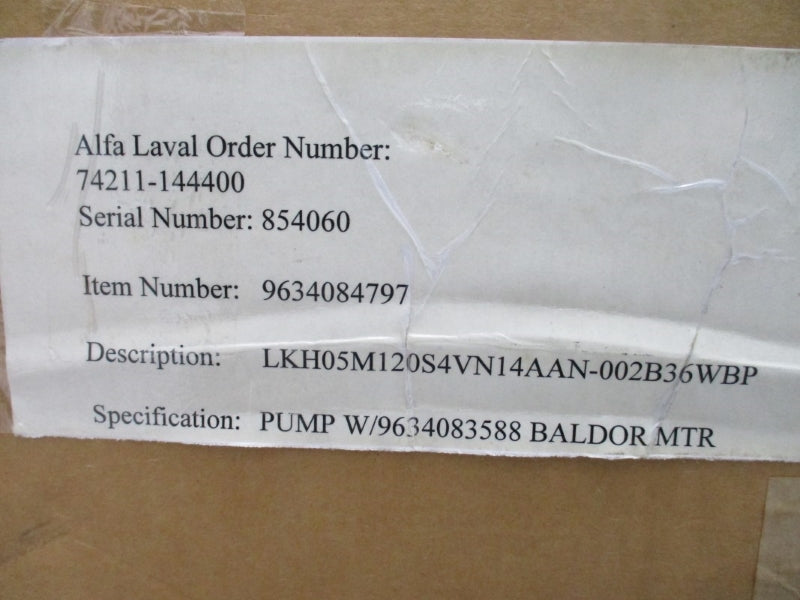 Alfa Laval Order Number:
74211-144400
Serial Number: 854060
Item Number: 9634084797
Description: LKH05M120S4VN14AAN-002B36WBP
Specification: PUMP W/9634083588 BALDOR MTR